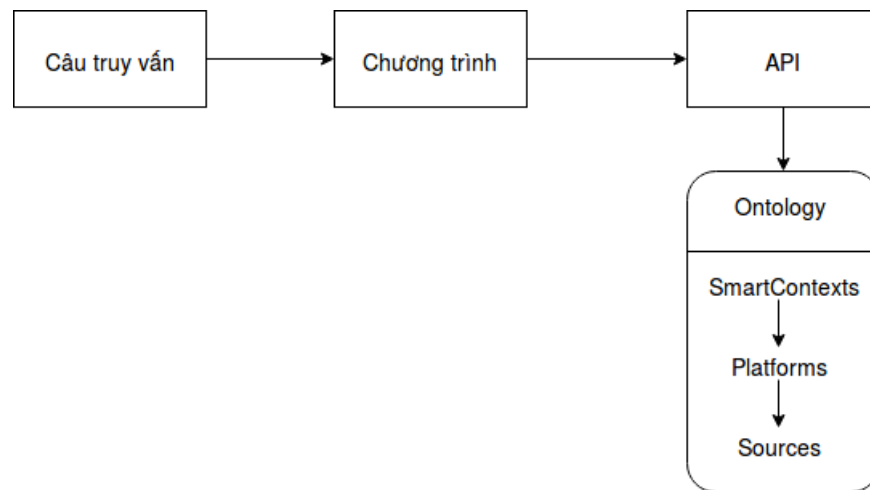 Câu truy vấn
Chương trình
API
Ontology
SmartContexts
Platforms
Sources